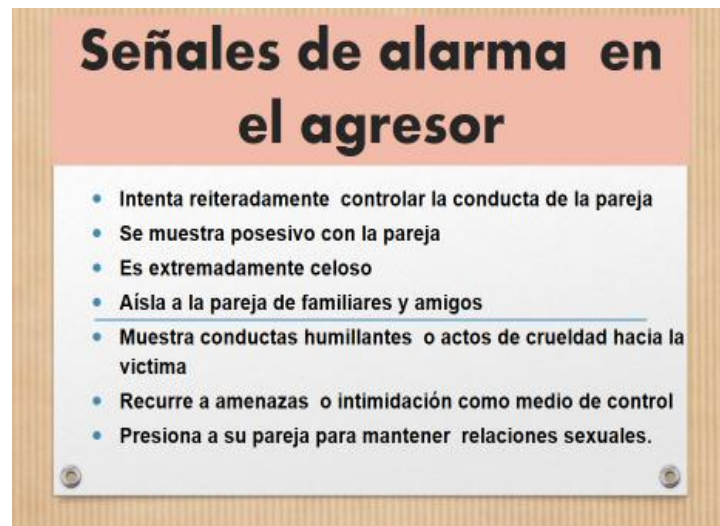 Señales de alarma en
el agresor
• Intenta reiteradamente controlar la conducta de la pareja
• Se muestra posesivo con la pareja
• Es extremadamente celoso
• Aísla a la pareja de familiares y amigos
• Muestra conductas humillantes o actos de crueldad hacia la
victima
• Recurre a amenazas o intimidación como medio de control
• Presiona a su pareja para mantener relaciones sexuales.